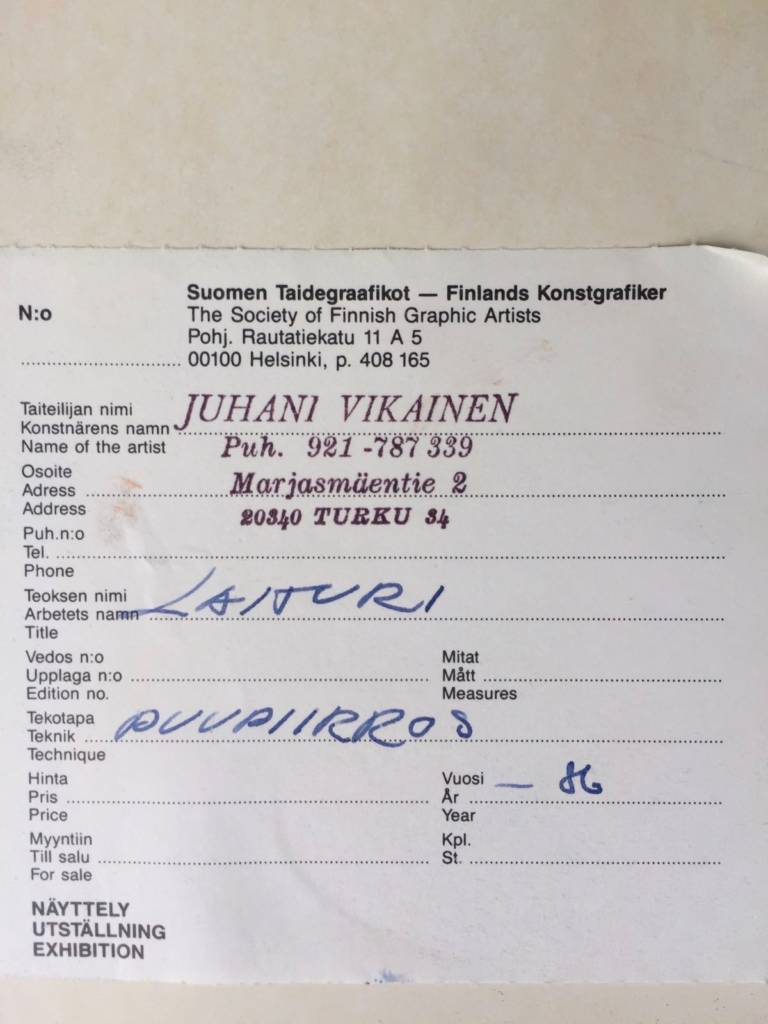 Suomen Taidegraafikot — Finlands Konstgrafiker
N:o The Society of Finnish Graphic Artists
Pohj. Rautatiekatu 11 A 5
00100 Helsinki, p. 408 165
Taiteilijan nimi
Konstnärens namn JUHANI VIKAINEN
Name of the artist Puh. 921-787 339
Osoite
Adress Marjasmäentie 2
Address 20340 TURKU 34
Puh.n:o
Tel.
Phone
Teoksen nimi
Arbetets namn LAITURI
Title
Vedos n:o Mitat
Upplaga n:o Mått
Edition no. Measures
Tekotapa
Teknik PUUPIIRROS
Technique
Hinta Vuosi — 86
Pris År
Price Year
Myyntiin Kpl.
Till salu St.
For sale
NÄYTTELY
UTSTÄLLNING
EXHIBITION